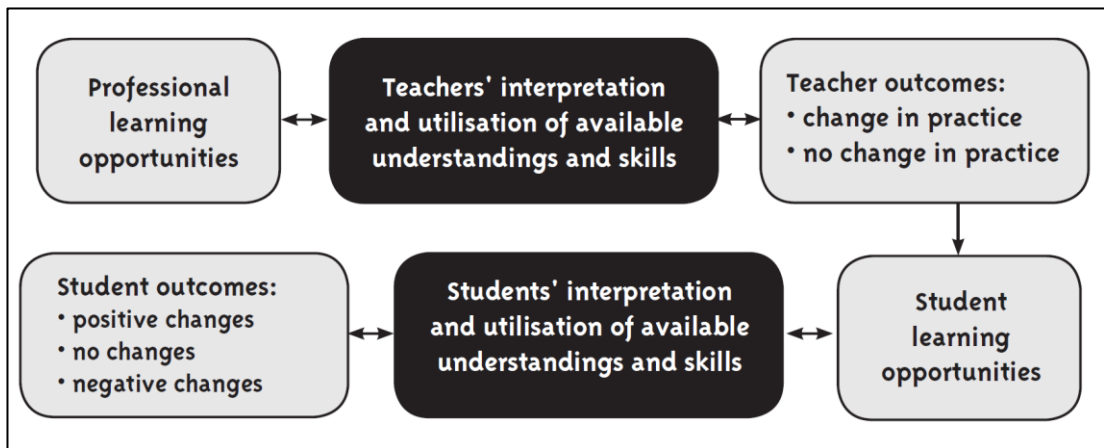 Professional
learning
opportunities
Teachers' interpretation
and utilisation of available
understandings and skills
Teacher outcomes:
• change in practice
• no change in practice
Student outcomes:
• positive changes
• no changes
• negative changes
Students' interpretation
and utilisation of available
understandings and skills
Student
learning
opportunities